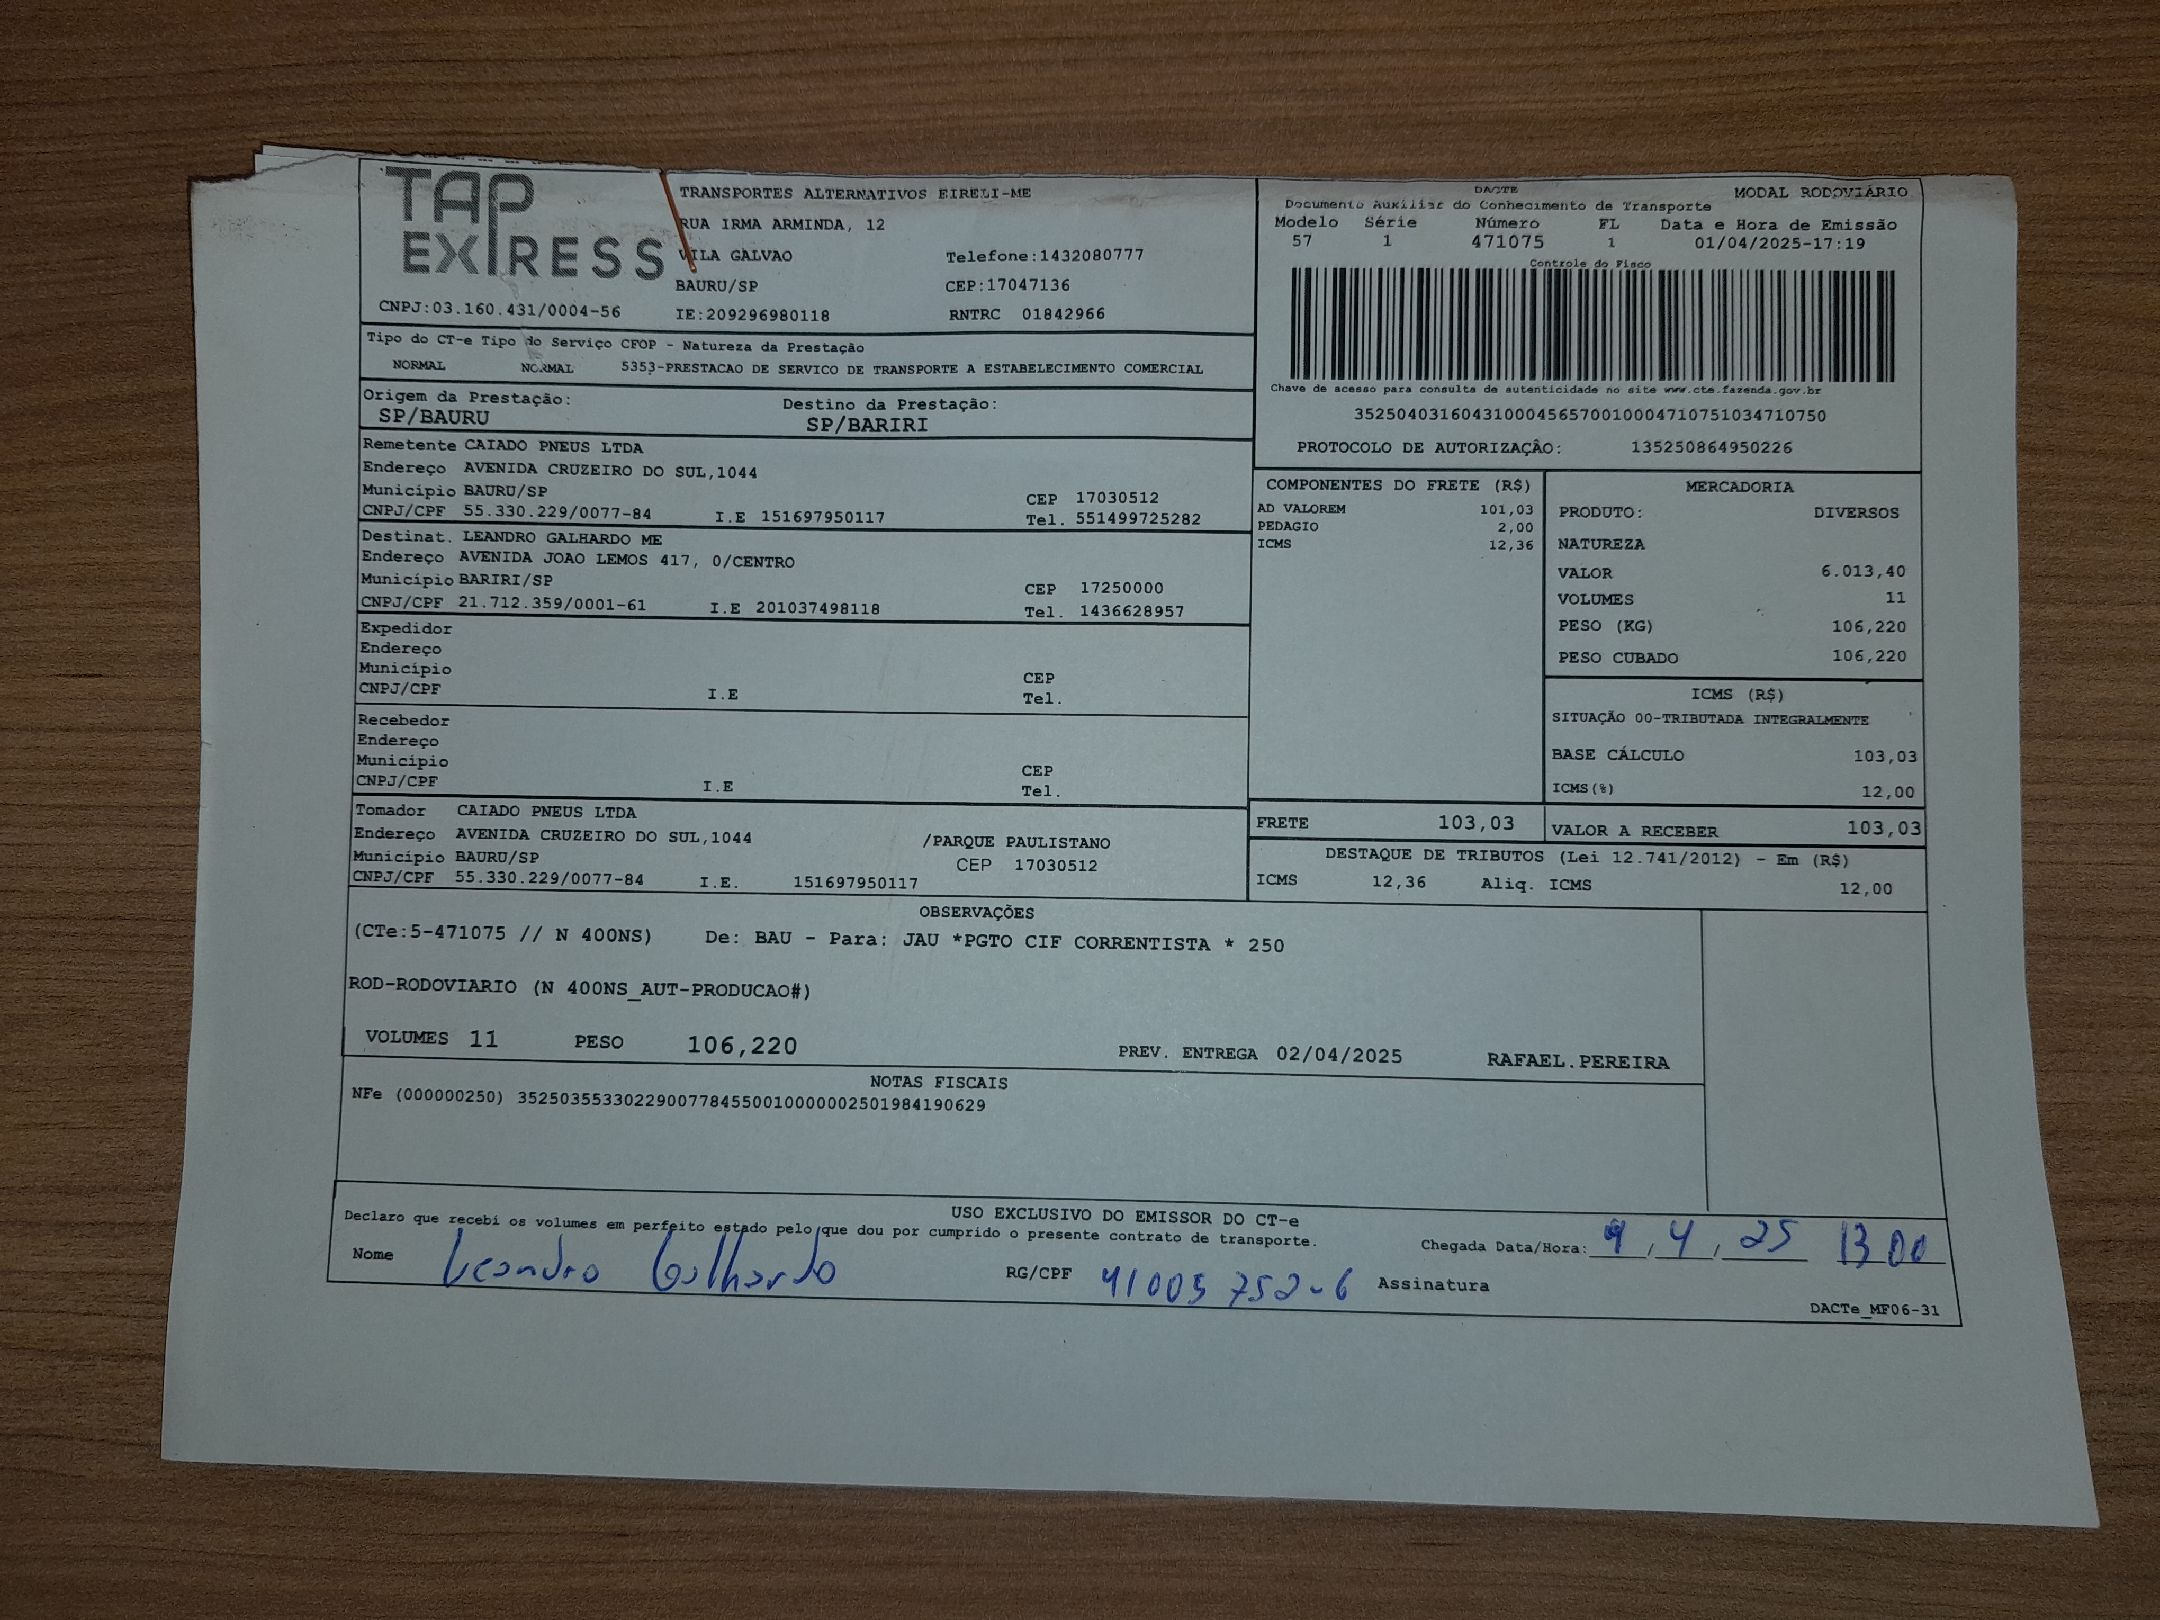 TAP
EXPRESS
CNPJ:03.160.431/0004-56
TRANSPORTES ALTERNATIVOS EIRELI-ME
RUA IRMA ARMINDA, 12
VILA GALVAO Telefone:1432080777
BAURU/SP CEP:17047136
IE:209296980118 RNTRC 01842966
DACTE MODAL RODOVIÁRIO
Documento Auxiliar do Conhecimento de Transporte
Modelo Série Número FL Data e Hora de Emissão
57 1 471075 1 01/04/2025-17:19
Controle do Fisco
Chave de acesso para consulta de autenticidade no site www.cte.fazenda.gov.br
35250403160431000456570010004710751034710750
PROTOCOLO DE AUTORIZAÇÃO: 135250864950226
Tipo do CT-e Tipo do Serviço CFOP - Natureza da Prestação
NORMAL NORMAL 5353-PRESTACAO DE SERVICO DE TRANSPORTE A ESTABELECIMENTO COMERCIAL
Origem da Prestação: Destino da Prestação:
SP/BAURU SP/BARIRI
Remetente CAIADO PNEUS LTDA
Endereço AVENIDA CRUZEIRO DO SUL,1044
Município BAURU/SP CEP 17030512
CNPJ/CPF 55.330.229/0077-84 I.E 151697950117 Tel. 551499725282
Destinat. LEANDRO GALHARDO ME
Endereço AVENIDA JOAO LEMOS 417, 0/CENTRO
Município BARIRI/SP CEP 17250000
CNPJ/CPF 21.712.359/0001-61 I.E 201037498118 Tel. 1436628957
Expedidor
Endereço
Município CEP
CNPJ/CPF I.E Tel.
Recebedor
Endereço
Município CEP
CNPJ/CPF I.E Tel.
Tomador CAIADO PNEUS LTDA
Endereço AVENIDA CRUZEIRO DO SUL,1044 /PARQUE PAULISTANO
Município BAURU/SP CEP 17030512
CNPJ/CPF 55.330.229/0077-84 I.E. 151697950117
COMPONENTES DO FRETE (R$)
AD VALOREM 101,03
PEDAGIO 2,00
ICMS 12,36
MERCADORIA
PRODUTO: DIVERSOS
NATUREZA
VALOR 6.013,40
VOLUMES 11
PESO (KG) 106,220
PESO CUBADO 106,220
ICMS (R$)
SITUAÇÃO 00-TRIBUTADA INTEGRALMENTE
BASE CÁLCULO 103,03
ICMS(%) 12,00
FRETE 103,03 VALOR A RECEBER 103,03
DESTAQUE DE TRIBUTOS (Lei 12.741/2012) - Em (R$)
ICMS 12,36 Aliq. ICMS 12,00
OBSERVAÇÕES
(CTe:5-471075 // N 400NS) De: BAU - Para: JAU *PGTO CIF CORRENTISTA * 250
ROD-RODOVIARIO (N 400NS_AUT-PRODUCAO#)
VOLUMES 11 PESO 106,220 PREV. ENTREGA 02/04/2025 RAFAEL.PEREIRA
NOTAS FISCAIS
NFe (000000250) 35250355330229007784550010000002501984190629
USO EXCLUSIVO DO EMISSOR DO CT-e
Declaro que recebi os volumes em perfeito estado pelo que dou por cumprido o presente contrato de transporte.
Chegada Data/Hora: / 4 / 25 13 00
Nome Leandro Galhardo RG/CPF 41005 752-6 Assinatura
DACTe_MF06-31